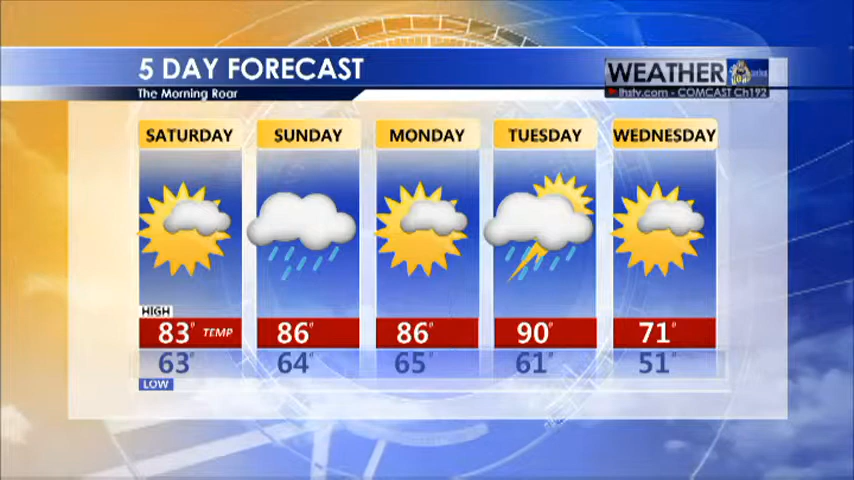 5 DAY FORECAST
The Morning Roar
WEATHER
lhstv.com - COMCAST Ch192
SATURDAY SUNDAY MONDAY TUESDAY WEDNESDAY
HIGH
83° TEMP 86° 86° 90° 71°
63° 64° 65° 61° 51°
LOW